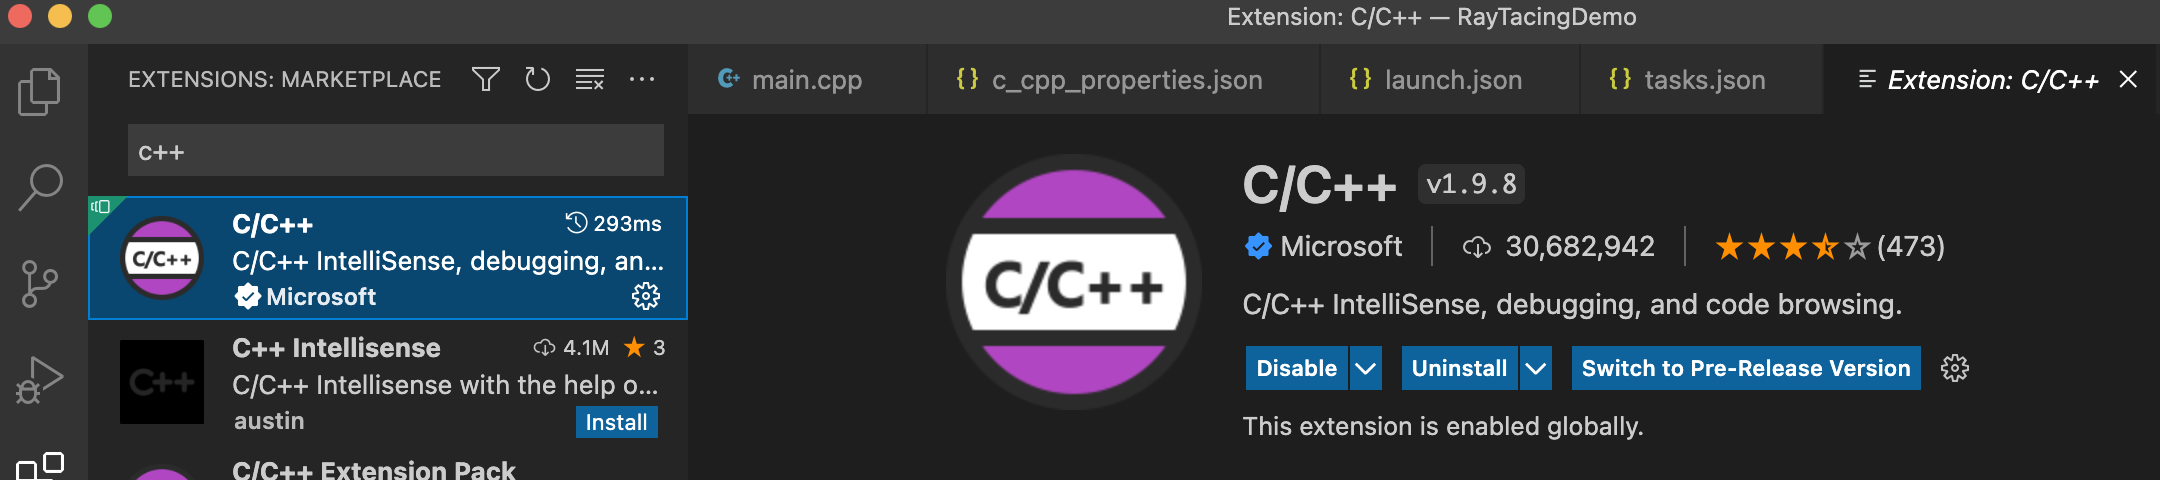 Extension: C/C++ — RayTacingDemo
EXTENSIONS: MARKETPLACE
main.cpp
c_cpp_properties.json
launch.json
tasks.json
Extension: C/C++
c++
C/C++ 293ms
C/C++ IntelliSense, debugging, an...
Microsoft
C++ Intellisense 4.1M 3
C/C++ Intellisense with the help o...
austin
Install
C/C++ Extension Pack
C/C++
C/C++
C++
C/C++ v1.9.8
Microsoft 30,682,942 (473)
C/C++ IntelliSense, debugging, and code browsing.
Disable
Uninstall
Switch to Pre-Release Version
This extension is enabled globally.